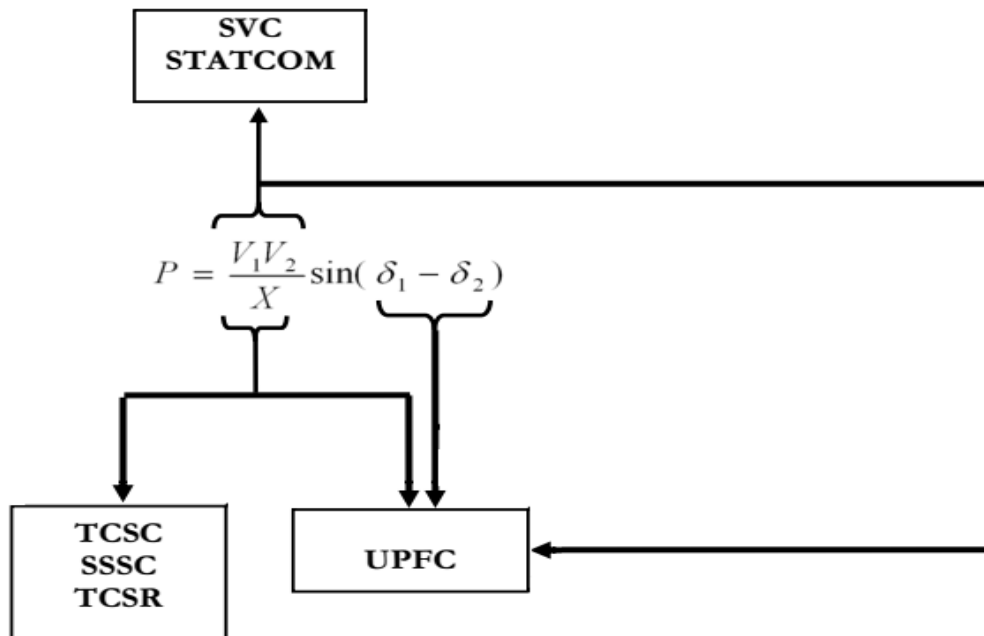 SVC
STATCOM
P = V₁V₂ / X sin( δ₁ − δ₂ )
TCSC
SSSC
TCSR
UPFC